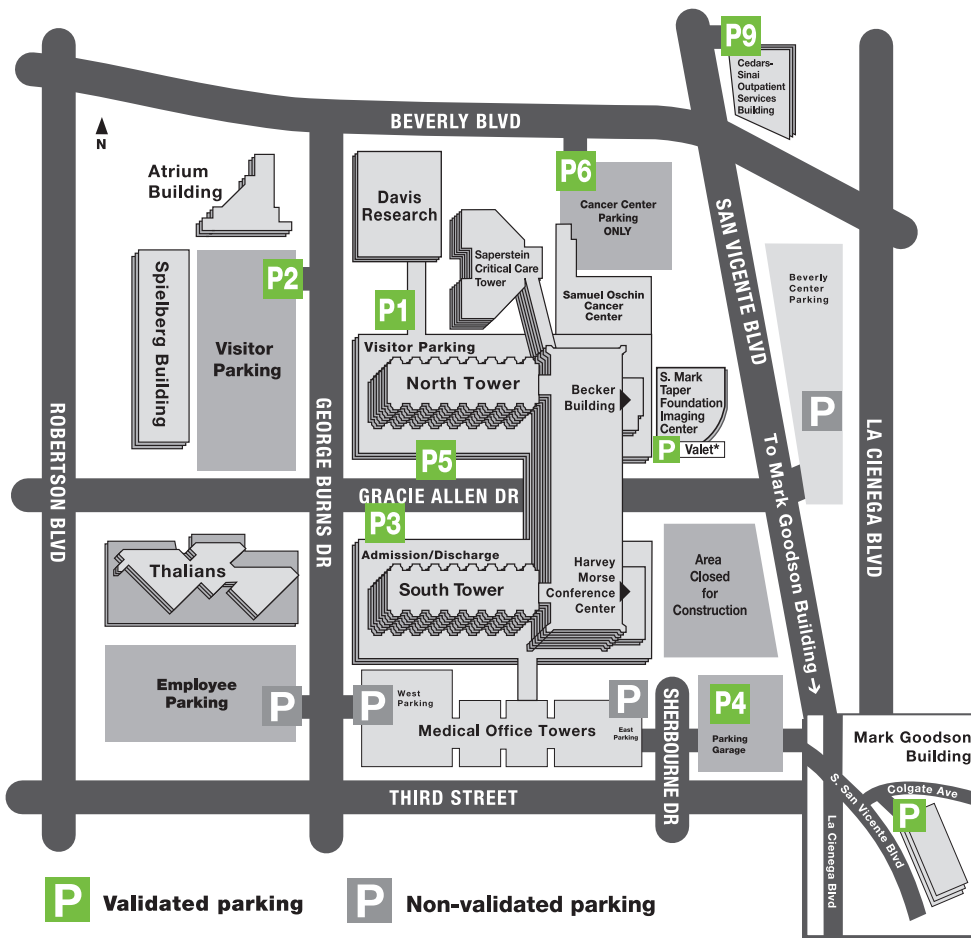 P9
Cedars-
Sinai
Outpatient
Services
Building
BEVERLY BLVD
N
Atrium
Building
Davis
Research
P6
Cancer Center
Parking
ONLY
SAN VICENTE BLVD
Saperstein
Critical Care
Tower
Spielberg Building
P2
Beverly
Center
Parking
P1
Samuel Oschin
Cancer
Center
Visitor
Parking
Visitor Parking
North Tower
Becker
Building
S. Mark
Taper
Foundation
Imaging
Center
P
P
Valet*
ROBERTSON BLVD
GEORGE BURNS DR
LA CIENEGA BLVD
To Mark Goodson Building →
P5
GRACIE ALLEN DR
P3
Admission/Discharge
Thalians
South Tower
Harvey
Morse
Conference
Center
Area
Closed
for
Construction
Employee
Parking
P
P
West
Parking
Medical Office Towers
P
East
Parking
SHERBOURNE DR
P4
Parking
Garage
THIRD STREET
Mark Goodson
Building
Colgate Ave
P
S. San Vicente Blvd
La Cienega Blvd
P Validated parking
P Non-validated parking